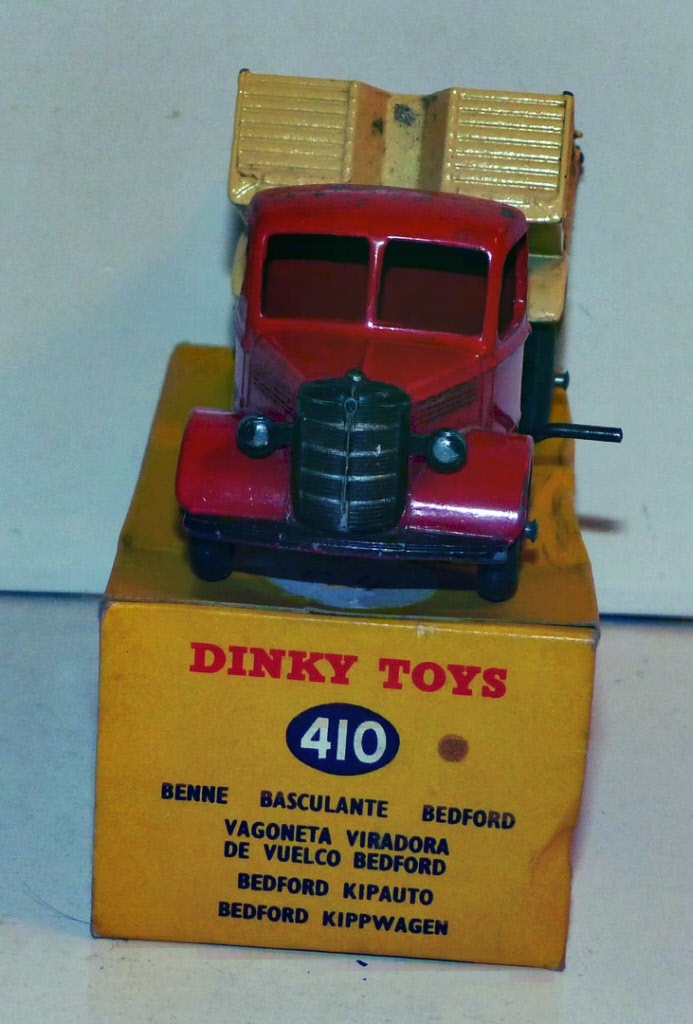 DINKY TOYS
410
BENNE BASCULANTE BEDFORD
VAGONETA VIRADORA
DE VUELCO BEDFORD
BEDFORD KIPAUTO
BEDFORD KIPPWAGEN